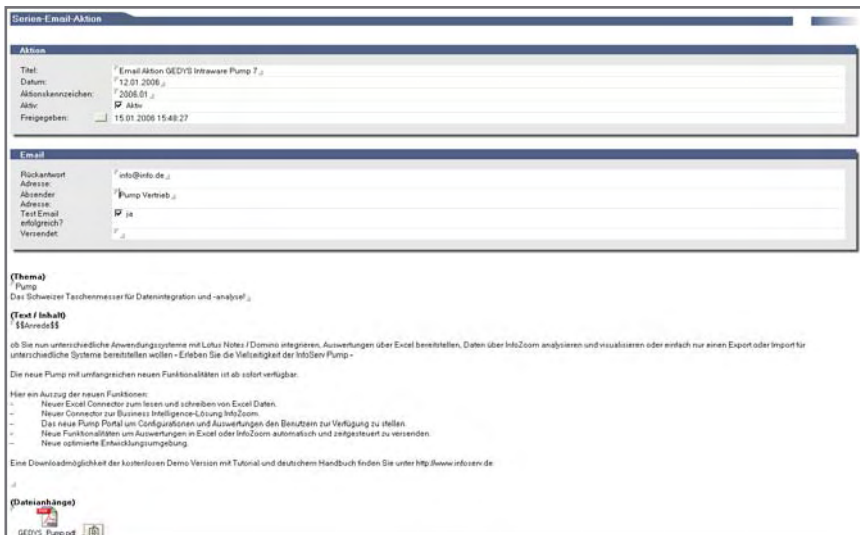 Serien-Email-Aktion
Aktion
Titel: Email Aktion GEDYS Intraware Pump 7
Datum: 12.01.2006
Aktionskennzeichen: 2006.01
Aktiv: Aktiv
Freigegeben: 15.01.2006 15:48:27
Email
Rückantwort Adresse: info@info.de
Absender Adresse: Pump Vertrieb
Test Email erfolgreich? ja
Versendet:
(Thema)
Pump
Das Schweizer Taschenmesser für Datenintegration und -analyse!
(Text / Inhalt)
$$Anrede$$
ob Sie nun unterschiedliche Anwendungssysteme mit Lotus Notes / Domino integrieren, Auswertungen über Excel bereitstellen, Daten über InfoZoom analysieren und visualisieren oder einfach nur einen Export oder Import für
unterschiedliche Systeme bereitstellen wollen - Erleben Sie die Vielseitigkeit der InfoServ Pump -
Die neue Pump mit umfangreichen neuen Funktionalitäten ist ab sofort verfügbar.
Hier ein Auszug der neuen Funktionen:
- Neuer Excel Connector zum lesen und schreiben von Excel Daten.
- Neuer Connector zur Business Intelligence-Lösung InfoZoom.
- Das neue Pump Portal um Configurationen und Auswertungen den Benutzern zur Verfügung zu stellen.
- Neue Funktionalitäten um Auswertungen in Excel oder InfoZoom automatisch und zeitgesteuert zu versenden.
- Neue optimierte Entwicklungsumgebung.
Eine Downloadmöglichkeit der kostenlosen Demo Version mit Tutorial und deutschem Handbuch finden Sie unter http://www.infoserv.de
(Dateianhänge)
GEDYS_Pump.pdf